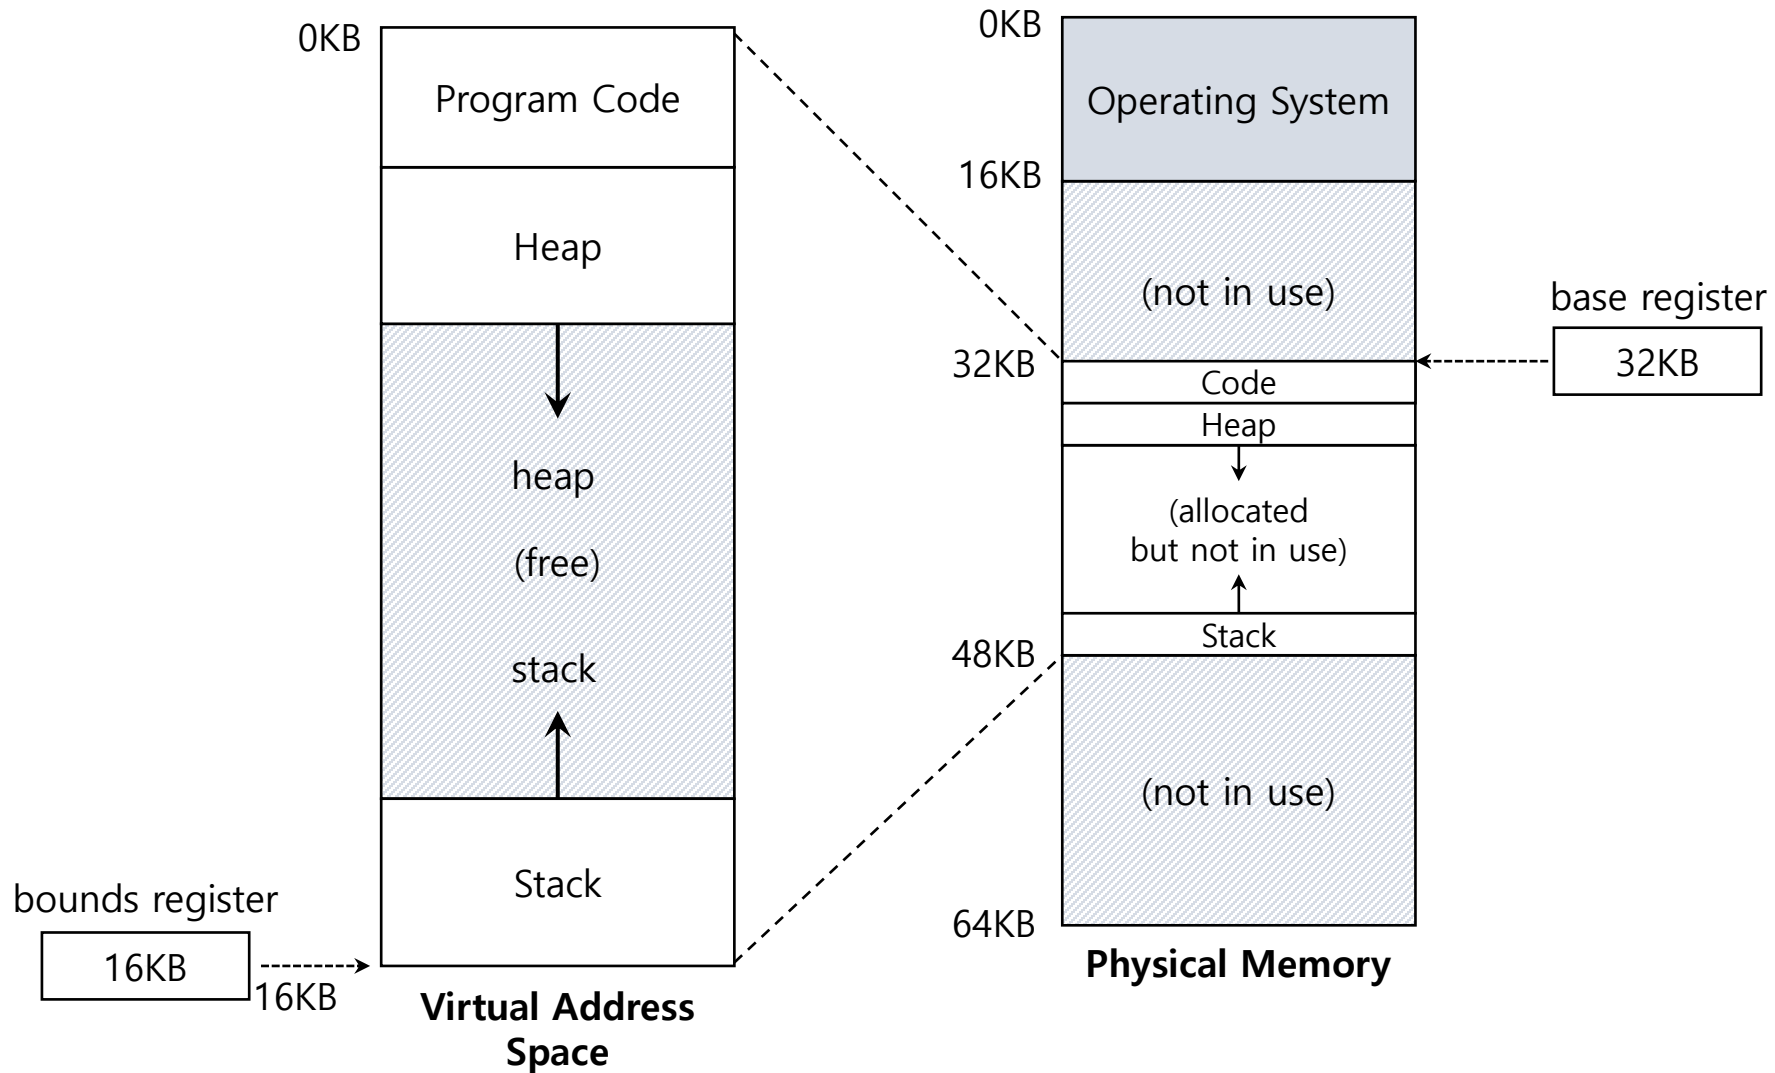 0KB
Program Code
Heap
heap
(free)
stack
Stack
bounds register
16KB
16KB
Virtual Address
Space
0KB
Operating System
16KB
(not in use)
base register
32KB
32KB
Code
Heap
(allocated
but not in use)
Stack
48KB
(not in use)
64KB
Physical Memory